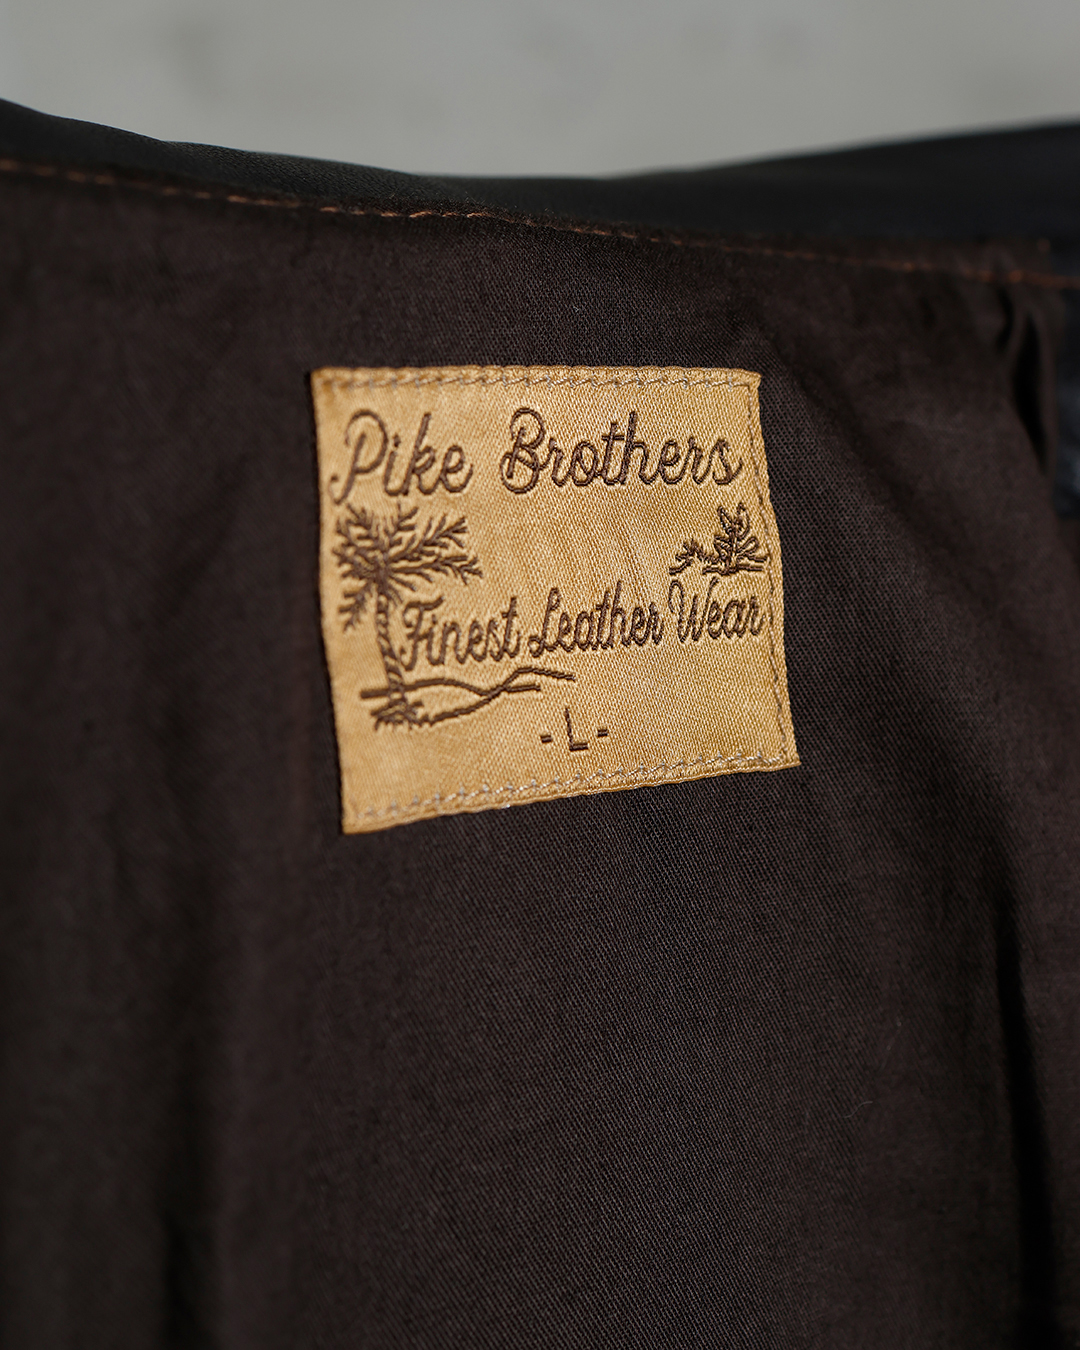 Pike Brothers
Finest Leather Wear
- L -